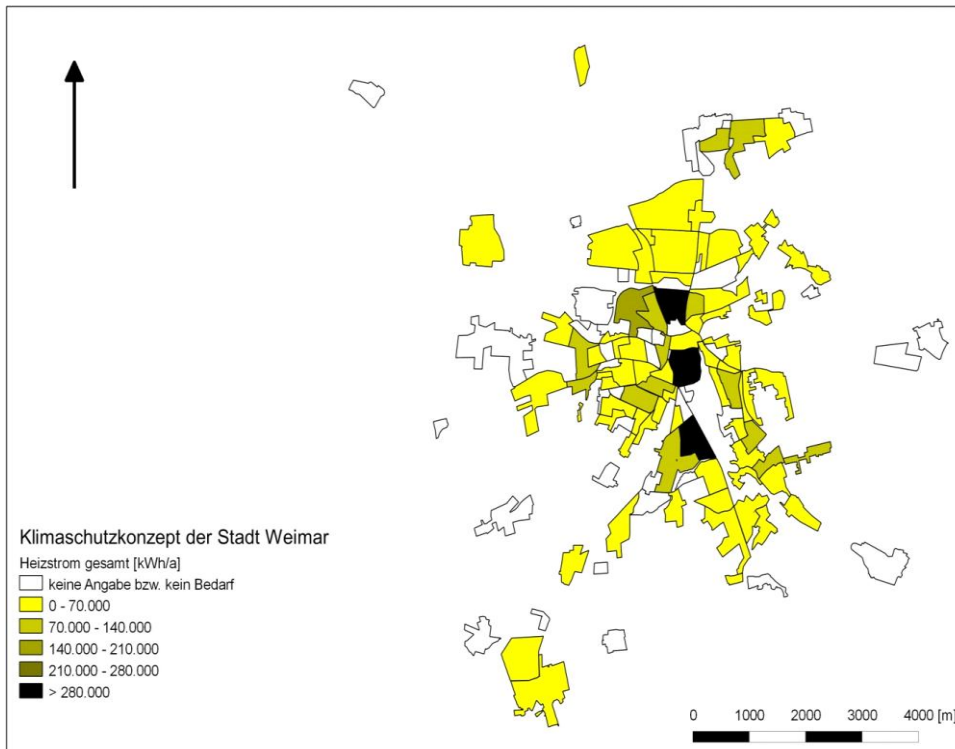 Klimaschutzkonzept der Stadt Weimar
Heizstrom gesamt [kWh/a]
keine Angabe bzw. kein Bedarf
0 - 70.000
70.000 - 140.000
140.000 - 210.000
210.000 - 280.000
> 280.000
0 1000 2000 3000 4000 [m]